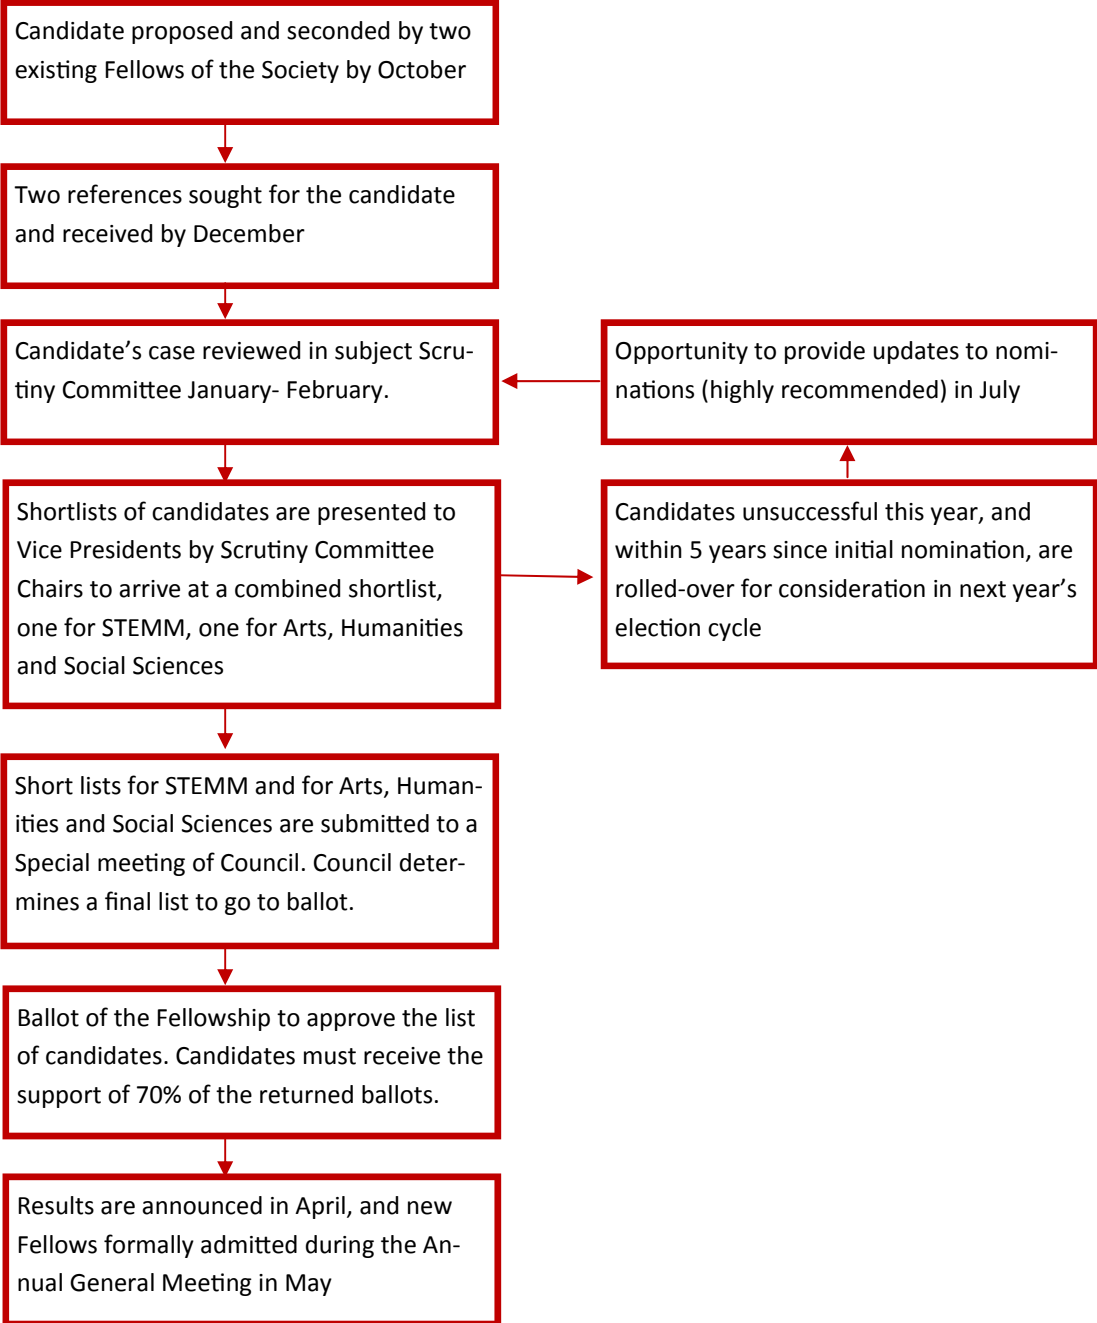 Candidate proposed and seconded by two
existing Fellows of the Society by October
Two references sought for the candidate
and received by December
Candidate’s case reviewed in subject Scru-
tiny Committee January- February.
Opportunity to provide updates to nomi-
nations (highly recommended) in July
Shortlists of candidates are presented to
Vice Presidents by Scrutiny Committee
Chairs to arrive at a combined shortlist,
one for STEMM, one for Arts, Humanities
and Social Sciences
Candidates unsuccessful this year, and
within 5 years since initial nomination, are
rolled-over for consideration in next year’s
election cycle
Short lists for STEMM and for Arts, Human-
ities and Social Sciences are submitted to a
Special meeting of Council. Council deter-
mines a final list to go to ballot.
Ballot of the Fellowship to approve the list
of candidates. Candidates must receive the
support of 70% of the returned ballots.
Results are announced in April, and new
Fellows formally admitted during the An-
nual General Meeting in May